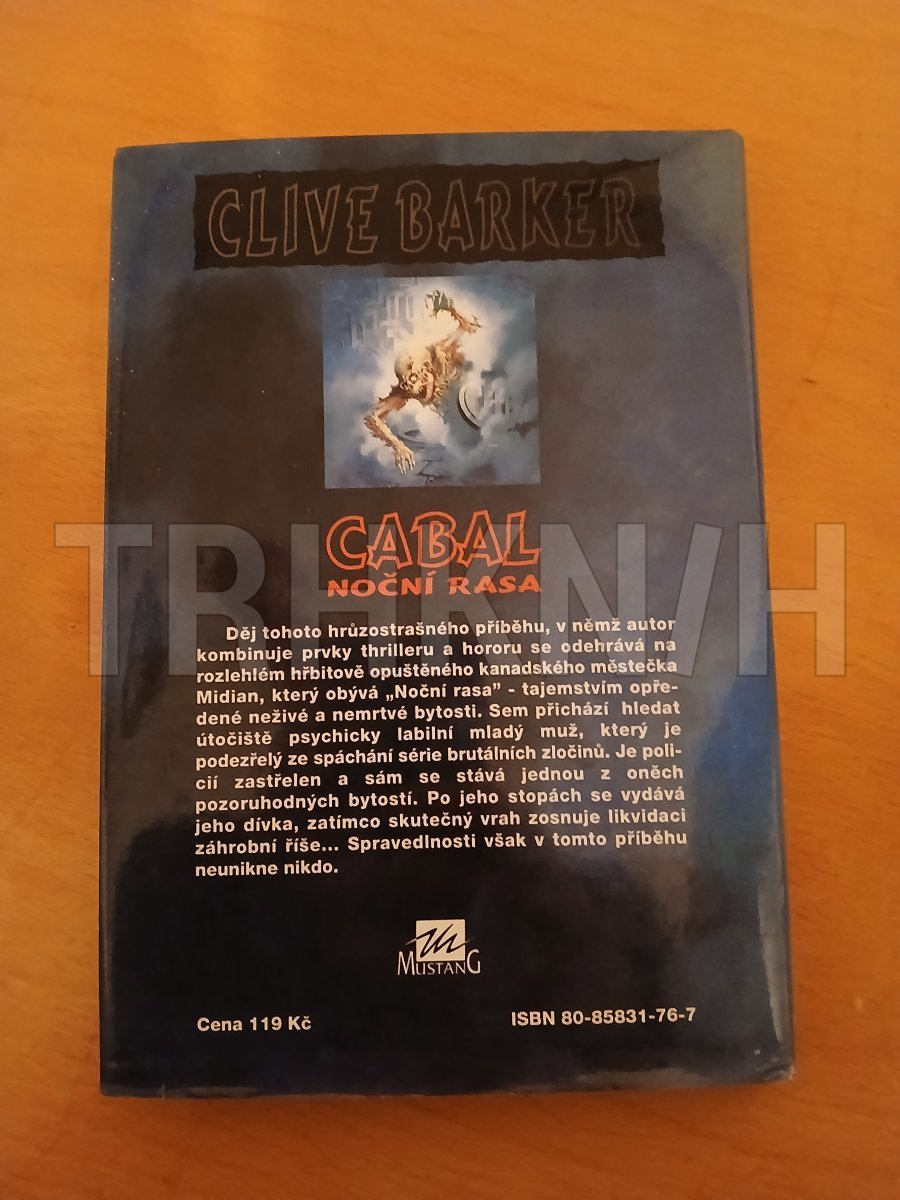 CLIVE BARKER
CABAL
NOČNÍ RASA
Děj tohoto hrůzostrašného příběhu, v němž autor
kombinuje prvky thrilleru a hororu se odehrává na
rozlehlém hřbitově opuštěného kanadského městečka
Midian, který obývá „Noční rasa” - tajemstvím opře-
dené neživé a nemrtvé bytosti. Sem přichází hledat
útočiště psychicky labilní mladý muž, který je
podezřelý ze spáchání série brutálních zločinů. Je poli-
cií zastřelen a sám se stává jednou z oněch
pozoruhodných bytostí. Po jeho stopách se vydává
jeho dívka, zatímco skutečný vrah zosnuje likvidaci
záhrobní říše... Spravedlnosti však v tomto příběhu
neunikne nikdo.
MUSTANG
Cena 119 Kč
ISBN 80-85831-76-7
TBHKN/H